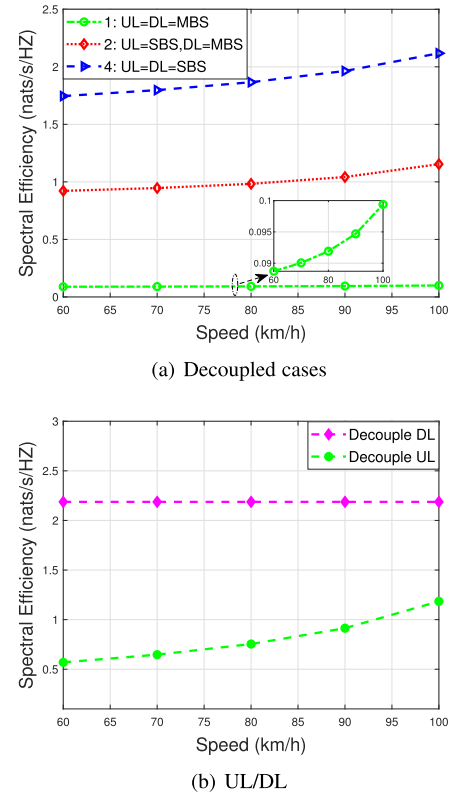 2.5
1: UL=DL=MBS
2: UL=SBS,DL=MBS
4: UL=DL=SBS
2
1.5
1
0.5
0
Spectral Efficiency (nats/s/HZ)
0.1
0.095
0.09
60 80 100
60 65 70 75 80 85 90 95 100
Speed (km/h)
(a) Decoupled cases
3
Decouple DL
Decouple UL
2.5
2
1.5
1
0.5
Spectral Efficiency (nats/s/HZ)
60 65 70 75 80 85 90 95 100
Speed (km/h)
(b) UL/DL